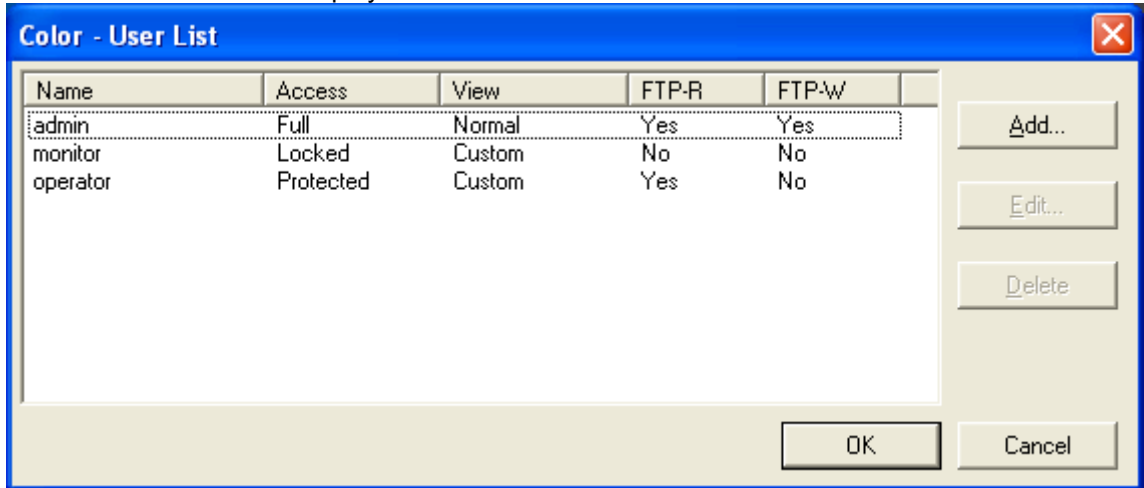 Color - User List
Name Access View FTP-R FTP-W
admin Full Normal Yes Yes
Add...
monitor Locked Custom No No
operator Protected Custom Yes No
Edit...
Delete
OK Cancel